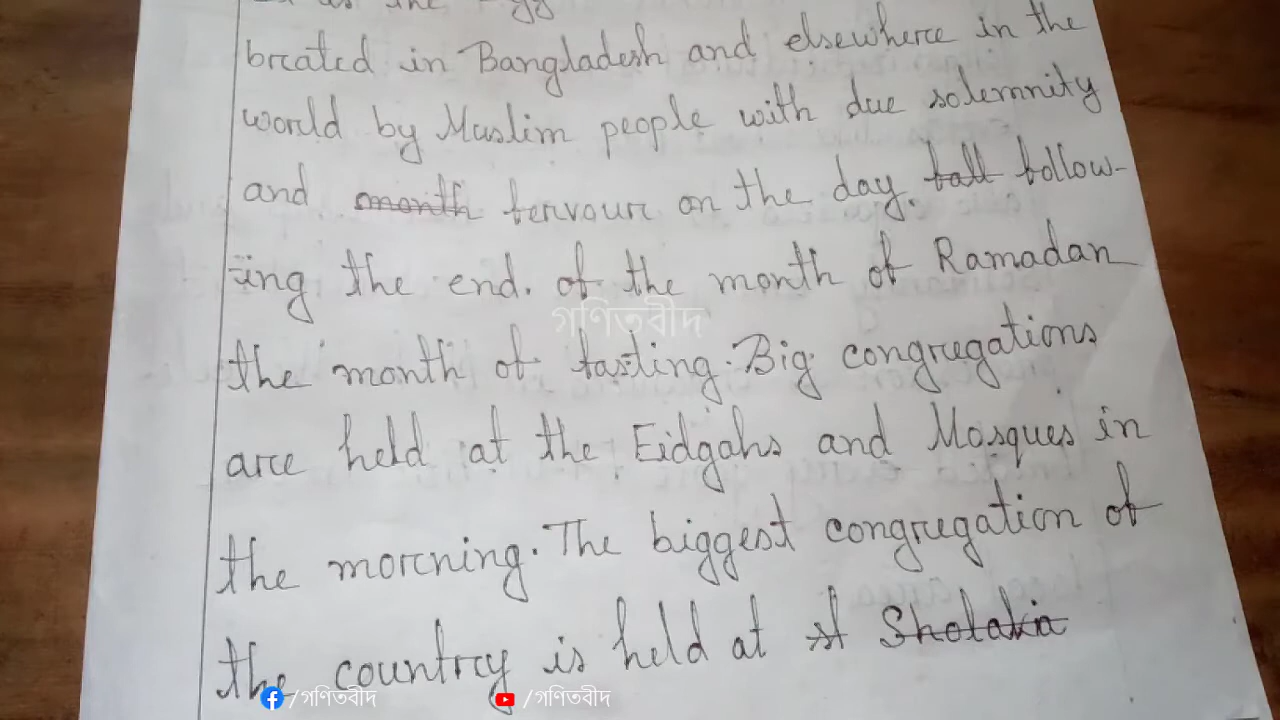 the
brated in Bangladesh and elsewhere in the
world by Muslim people with due solemnity
and month fervour on the day. fall follow-
ing the end. of the month of Ramadan
the month of fasting. Big congregations
are held at the Eidgahs and Mosques in
the morning. The biggest congregation of
the country is held at st Sholakia
গণিতবীদ
/গণিতবীদ
/গণিতবীদ